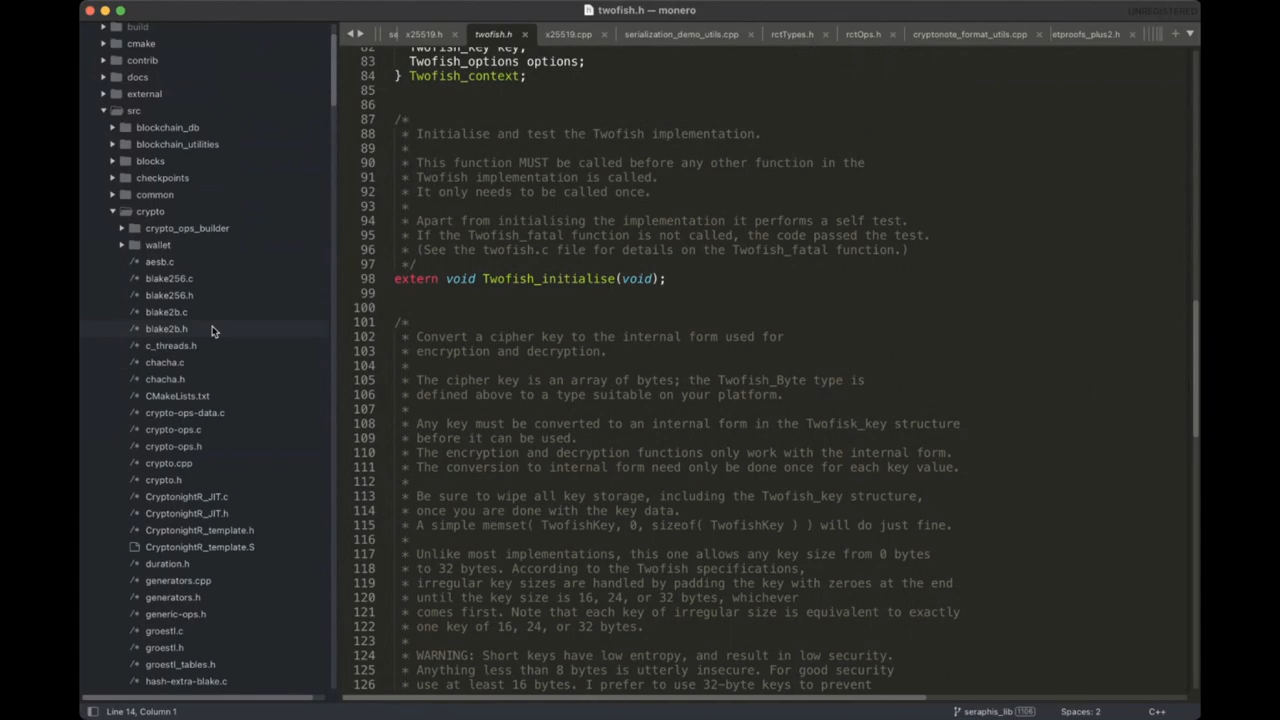 twofish.h — monero
UNREGISTERED
se
x25519.h
twofish.h
x25519.cpp
serialization_demo_utils.cpp
rctTypes.h
rctOps.h
cryptonote_format_utils.cpp
etproofs_plus2.h
build
cmake
contrib
docs
external
src
blockchain_db
blockchain_utilities
blocks
checkpoints
common
crypto
crypto_ops_builder
wallet
/* aesb.c
/* blake256.c
/* blake256.h
/* blake2b.c
/* blake2b.h
/* c_threads.h
/* chacha.c
/* chacha.h
/* CMakeLists.txt
/* crypto-ops-data.c
/* crypto-ops.c
/* crypto-ops.h
/* crypto.cpp
/* crypto.h
/* CryptonightR_JIT.c
/* CryptonightR_JIT.h
/* CryptonightR_template.h
CryptonightR_template.S
/* duration.h
/* generators.cpp
/* generators.h
/* generic-ops.h
/* groestl.c
/* groestl.h
/* groestl_tables.h
/* hash-extra-blake.c
82 Twofish_key key;
83 Twofish_options options;
84 } Twofish_context;
85
86
87 /*
88 * Initialise and test the Twofish implementation.
89 *
90 * This function MUST be called before any other function in the
91 * Twofish implementation is called.
92 * It only needs to be called once.
93 *
94 * Apart from initialising the implementation it performs a self test.
95 * If the Twofish_fatal function is not called, the code passed the test.
96 * (See the twofish.c file for details on the Twofish_fatal function.)
97 */
98 extern void Twofish_initialise(void);
99
100
101 /*
102 * Convert a cipher key to the internal form used for
103 * encryption and decryption.
104 *
105 * The cipher key is an array of bytes; the Twofish_Byte type is
106 * defined above to a type suitable on your platform.
107 *
108 * Any key must be converted to an internal form in the Twofisk_key structure
109 * before it can be used.
110 * The encryption and decryption functions only work with the internal form.
111 * The conversion to internal form need only be done once for each key value.
112 *
113 * Be sure to wipe all key storage, including the Twofish_key structure,
114 * once you are done with the key data.
115 * A simple memset( TwofishKey, 0, sizeof( TwofishKey ) ) will do just fine.
116 *
117 * Unlike most implementations, this one allows any key size from 0 bytes
118 * to 32 bytes. According to the Twofish specifications,
119 * irregular key sizes are handled by padding the key with zeroes at the end
120 * until the key size is 16, 24, or 32 bytes, whichever
121 * comes first. Note that each key of irregular size is equivalent to exactly
122 * one key of 16, 24, or 32 bytes.
123 *
124 * WARNING: Short keys have low entropy, and result in low security.
125 * Anything less than 8 bytes is utterly insecure. For good security
126 * use at least 16 bytes. I prefer to use 32-byte keys to prevent
Line 14, Column 1
seraphis_lib 1106
Spaces: 2
C++